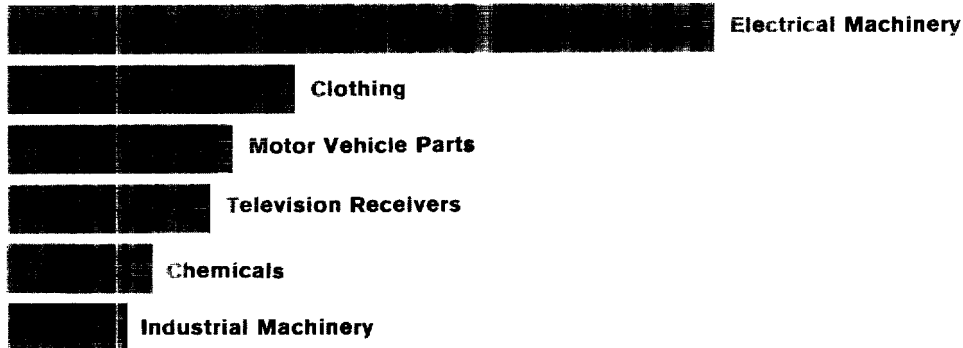 Electrical Machinery
Clothing
Motor Vehicle Parts
Television Receivers
Chemicals
Industrial Machinery